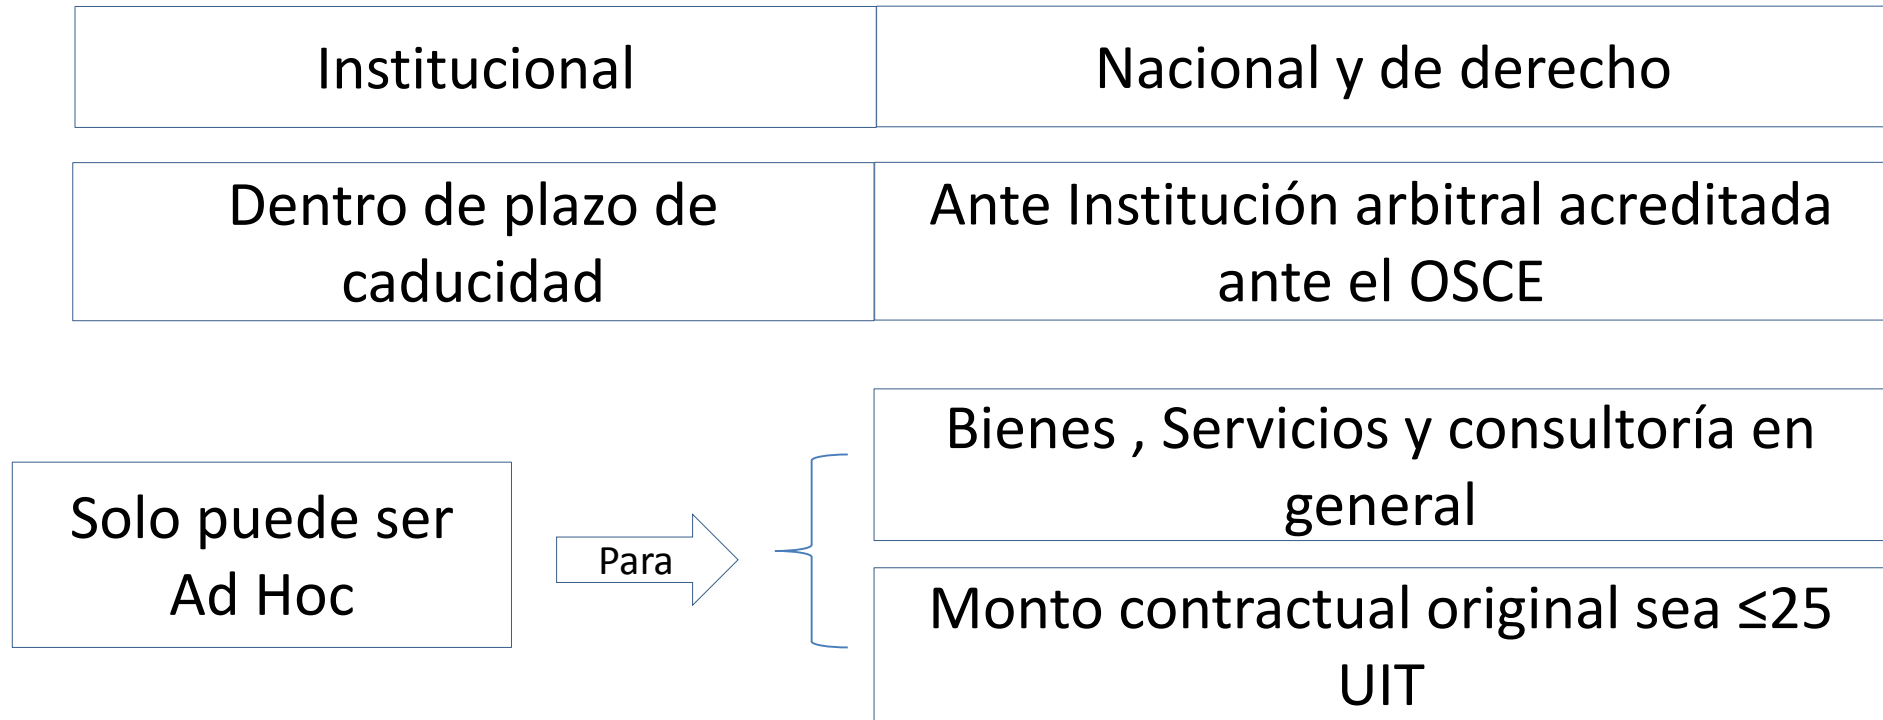 Institucional
Nacional y de derecho
Dentro de plazo de
caducidad
Ante Institución arbitral acreditada
ante el OSCE
Solo puede ser
Ad Hoc
Para
Bienes , Servicios y consultoría en
general
Monto contractual original sea ≤25
UIT